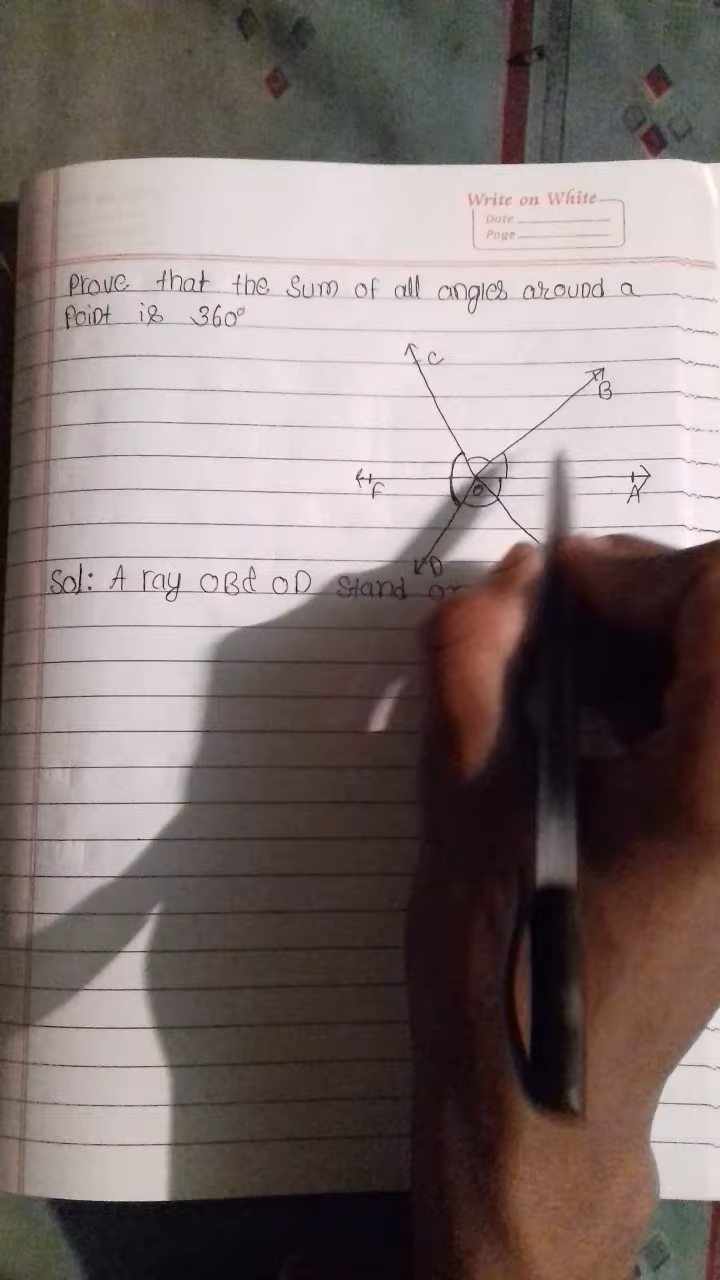 Write on White
Date
Page
Prove that the sum of all angles around a
Point is 360°
C
B
F
O
A
D
Sol: A ray OB & OD stand on